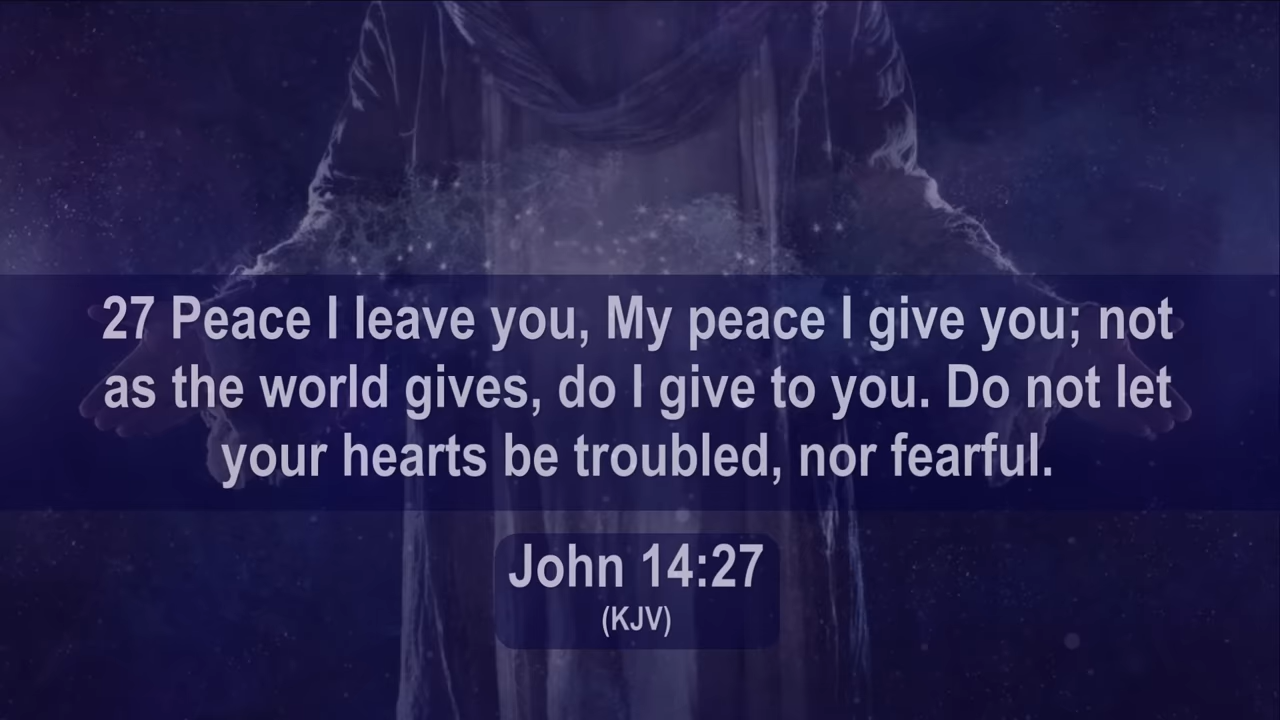 27 Peace I leave you, My peace I give you; not
as the world gives, do I give to you. Do not let
your hearts be troubled, nor fearful.
John 14:27
(KJV)